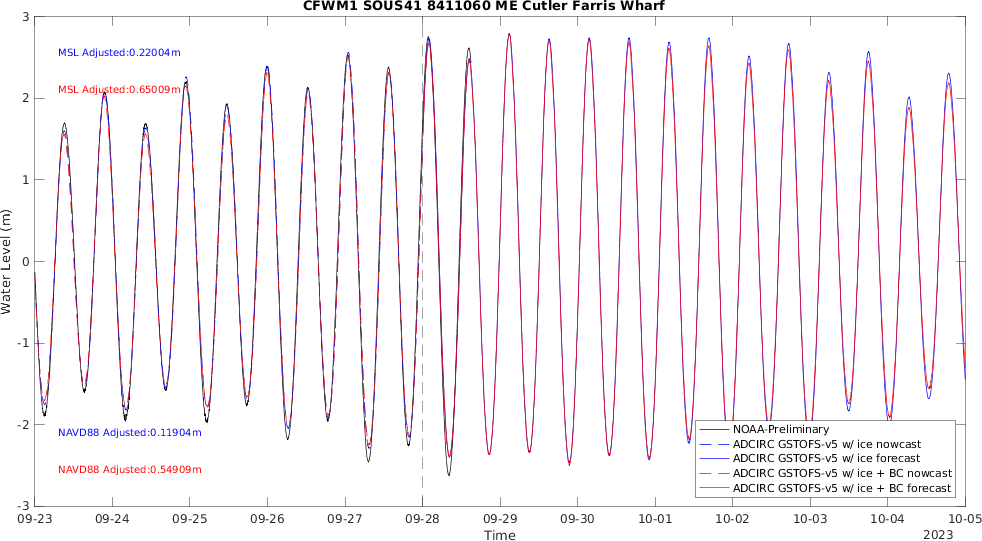 CFWM1 SOUS41 8411060 ME Cutler Farris Wharf
3
2
1
0
-1
-2
-3
Water Level (m)
MSL Adjusted:0.22004m
MSL Adjusted:0.65009m
NAVD88 Adjusted:0.11904m
NAVD88 Adjusted:0.54909m
NOAA-Preliminary
ADCIRC GSTOFS-v5 w/ ice nowcast
ADCIRC GSTOFS-v5 w/ ice forecast
ADCIRC GSTOFS-v5 w/ ice + BC nowcast
ADCIRC GSTOFS-v5 w/ ice + BC forecast
09-23 09-24 09-25 09-26 09-27 09-28 09-29 09-30 10-01 10-02 10-03 10-04 10-05
Time
2023